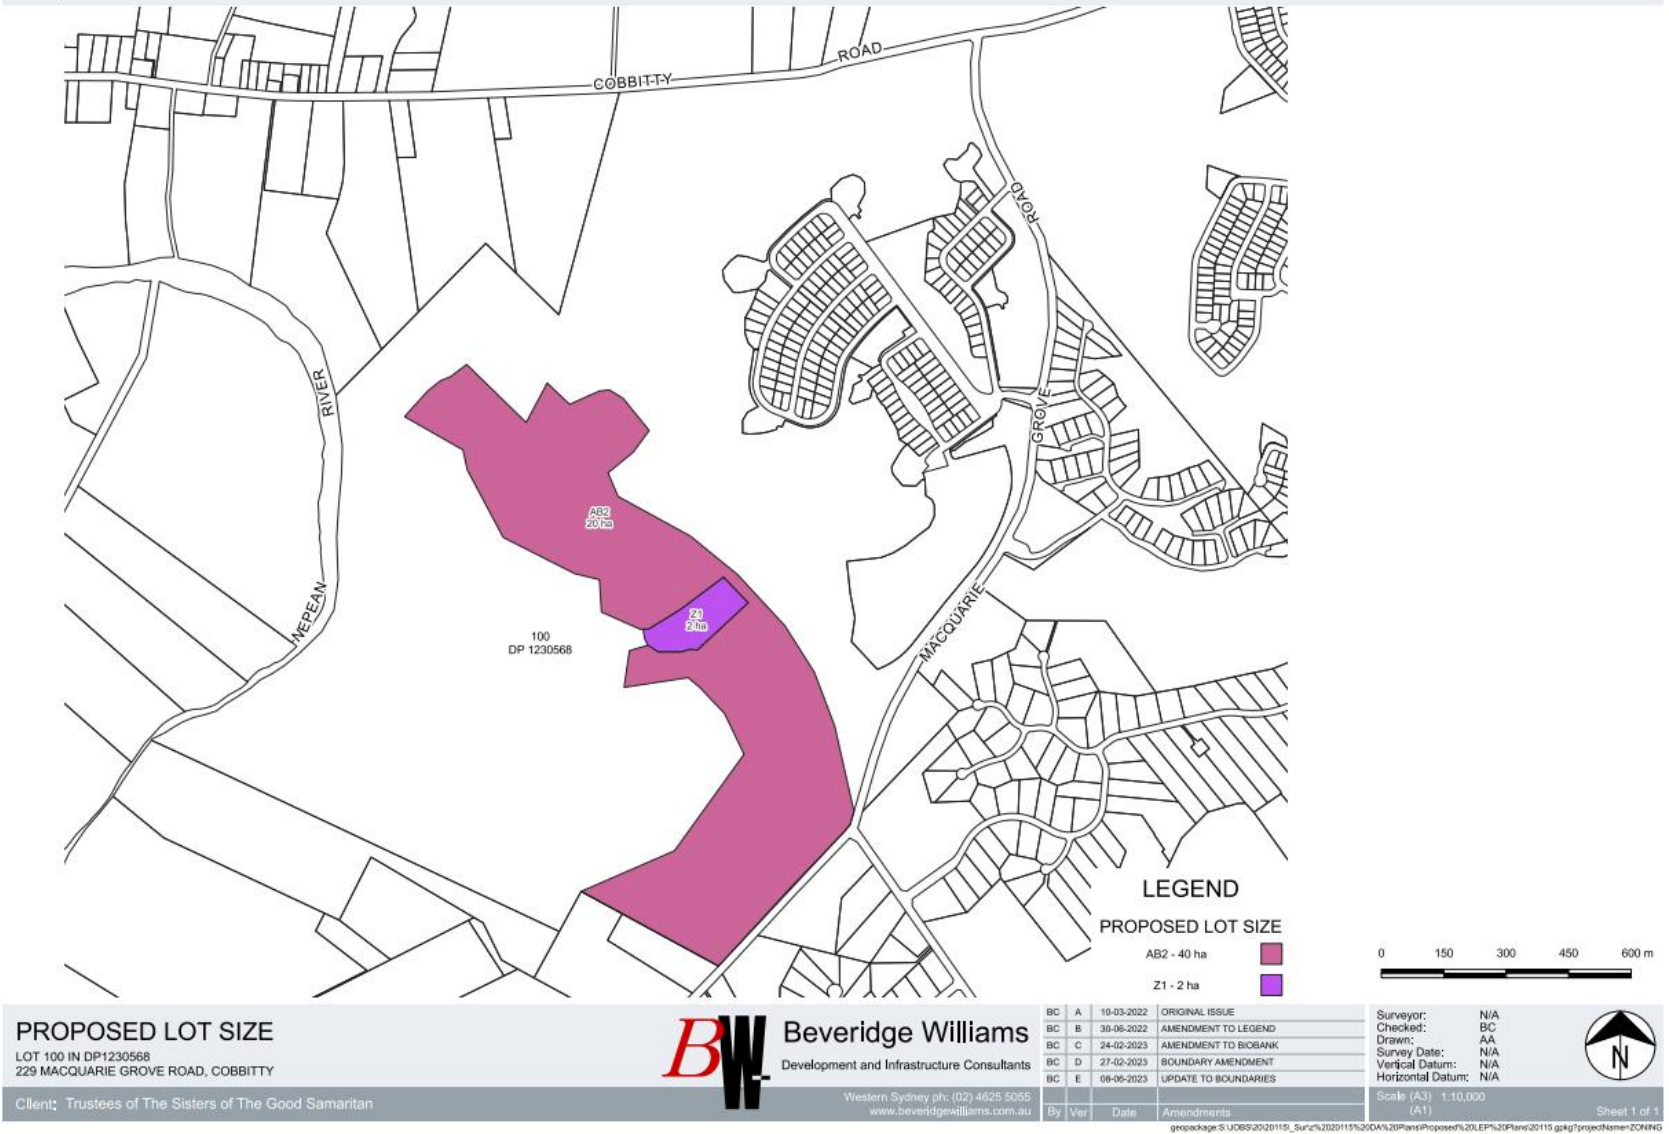 COBBITTY
ROAD
ROAD
RIVER
GROVE
AB2
20 ha
Z1
2 ha
NEPEAN
MACQUARIE
100
DP 1230568
LEGEND
PROPOSED LOT SIZE
AB2 - 40 ha
Z1 - 2 ha
0 150 300 450 600 m
PROPOSED LOT SIZE
LOT 100 IN DP1230568
229 MACQUARIE GROVE ROAD, COBBITTY
Client: Trustees of The Sisters of The Good Samaritan
BW
Beveridge Williams
Development and Infrastructure Consultants
Western Sydney ph: (02) 4625 5055
www.beveridgewilliams.com.au
BC A 10-03-2022 ORIGINAL ISSUE
BC B 30-06-2022 AMENDMENT TO LEGEND
BC C 24-02-2023 AMENDMENT TO BIOBANK
BC D 27-02-2023 BOUNDARY AMENDMENT
BC E 08-06-2023 UPDATE TO BOUNDARIES
By Ver Date Amendments
Surveyor: N/A
Checked: BC
Drawn: AA
Survey Date: N/A
Vertical Datum: N/A
Horizontal Datum: N/A
N
Scale (A3) 1:10,000
(A1)
Sheet 1 of 1